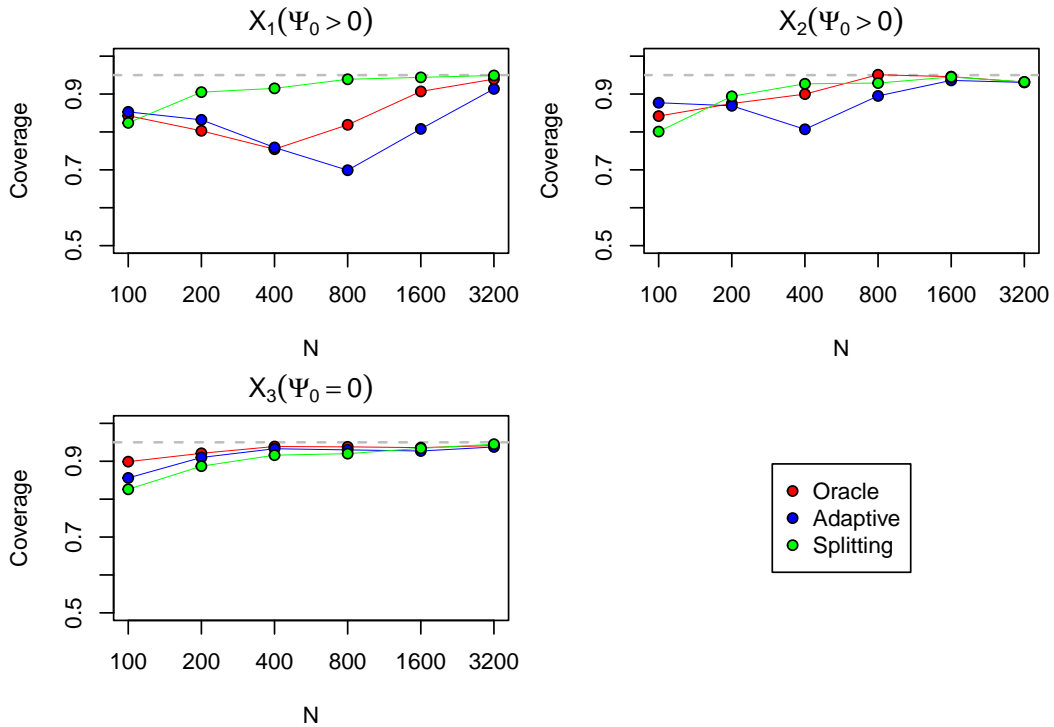 X₁(Ψ₀ > 0)
Coverage
0.9
0.7
0.5
100 200 400 800 1600 3200
N
X₂(Ψ₀ > 0)
Coverage
0.9
0.7
0.5
100 200 400 800 1600 3200
N
X₃(Ψ₀ = 0)
Coverage
0.9
0.7
0.5
100 200 400 800 1600 3200
N
Oracle
Adaptive
Splitting